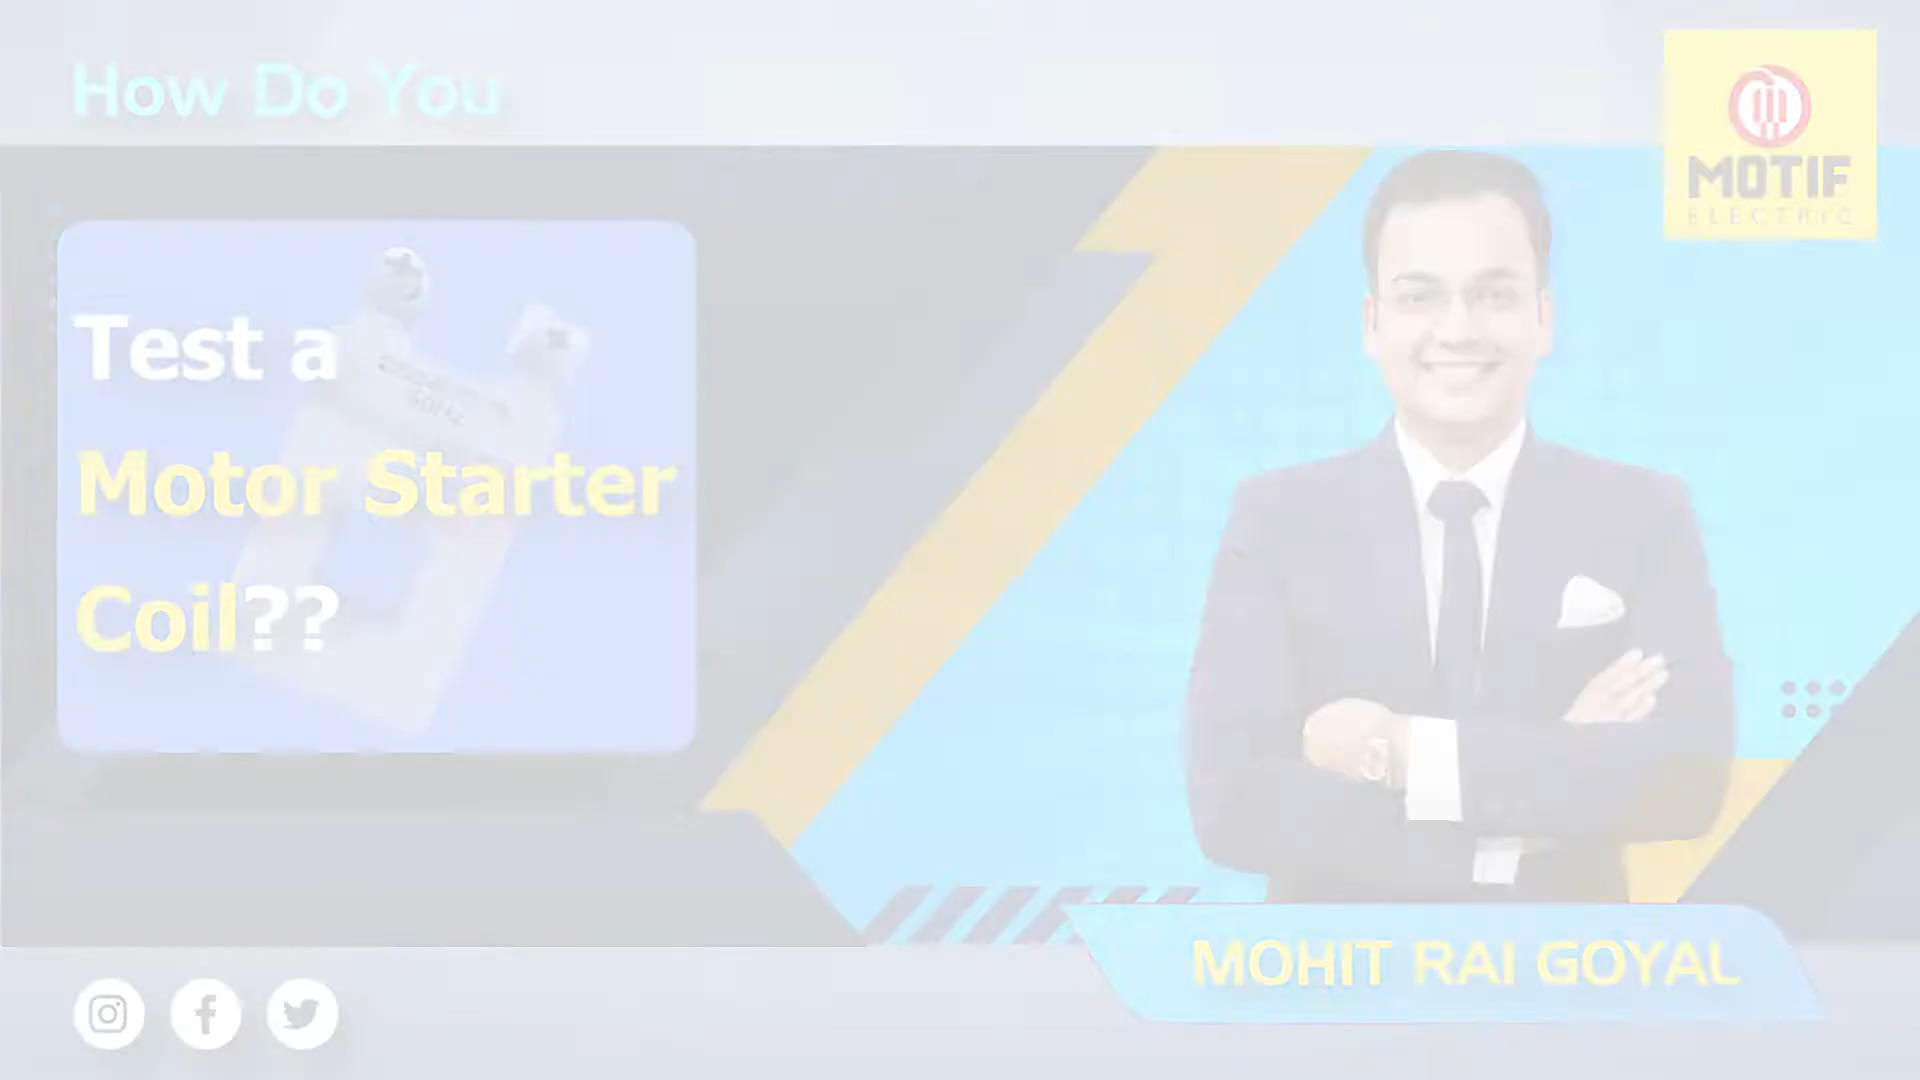 How Do You
MOTIF
ELECTRIC
Test a
Motor Starter
Coil??
MOHIT RAI GOYAL